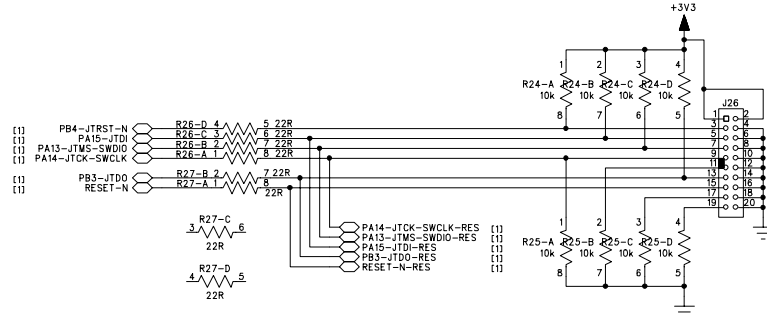 +3V3
1 2 3 4
R24-A R24-B R24-C R24-D
10k 10k 10k 10k
8 7 6 5
J26
1 2
3 4
5 6
7 8
9 10
11 12
13 14
15 16
17 18
19 20
[1] PB4-JTRST-N R26-D 4 5 22R
[1] PA15-JTDI R26-C 3 6 22R
[1] PA13-JTMS-SWDIO R26-B 2 7 22R
[1] PA14-JTCK-SWCLK R26-A 1 8 22R
[1] PB3-JTDO R27-B 2 7 22R
[1] RESET-N R27-A 1 8
22R
R27-C
3 6
22R
R27-D
4 5
22R
PA14-JTCK-SWCLK-RES [1]
PA13-JTMS-SWDIO-RES [1]
PA15-JTDI-RES [1]
PB3-JTDO-RES [1]
RESET-N-RES [1]
1 2 3 4
R25-A R25-B R25-C R25-D
10k 10k 10k 10k
8 7 6 5